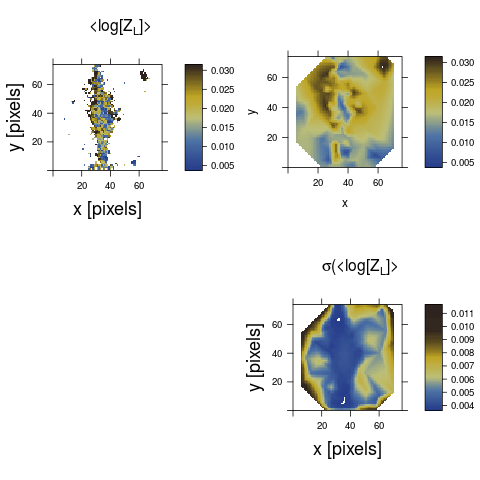 <log[Z_L]>
0.030
0.025
0.020
0.015
0.010
0.005
60
40
20
y [pixels]
20 40 60
x [pixels]
0.030
0.025
0.020
0.015
0.010
0.005
60
40
20
0
y
20 40 60
x
σ(<log[Z_L]>
0.011
0.010
0.009
0.008
0.007
0.006
0.005
0.004
60
40
20
y [pixels]
20 40 60
x [pixels]